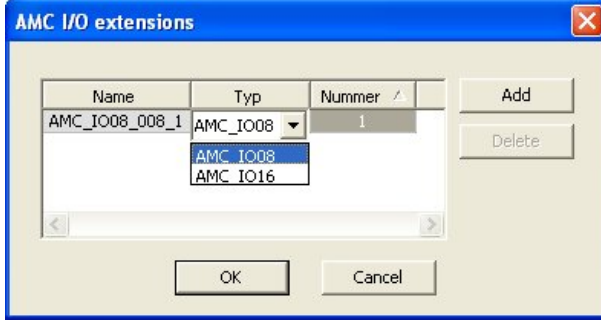 AMC I/O extensions
Name Typ Nummer
AMC_IO08_008_1 AMC_IO08 1
AMC_IO08
AMC_IO16
Add
Delete
OK Cancel